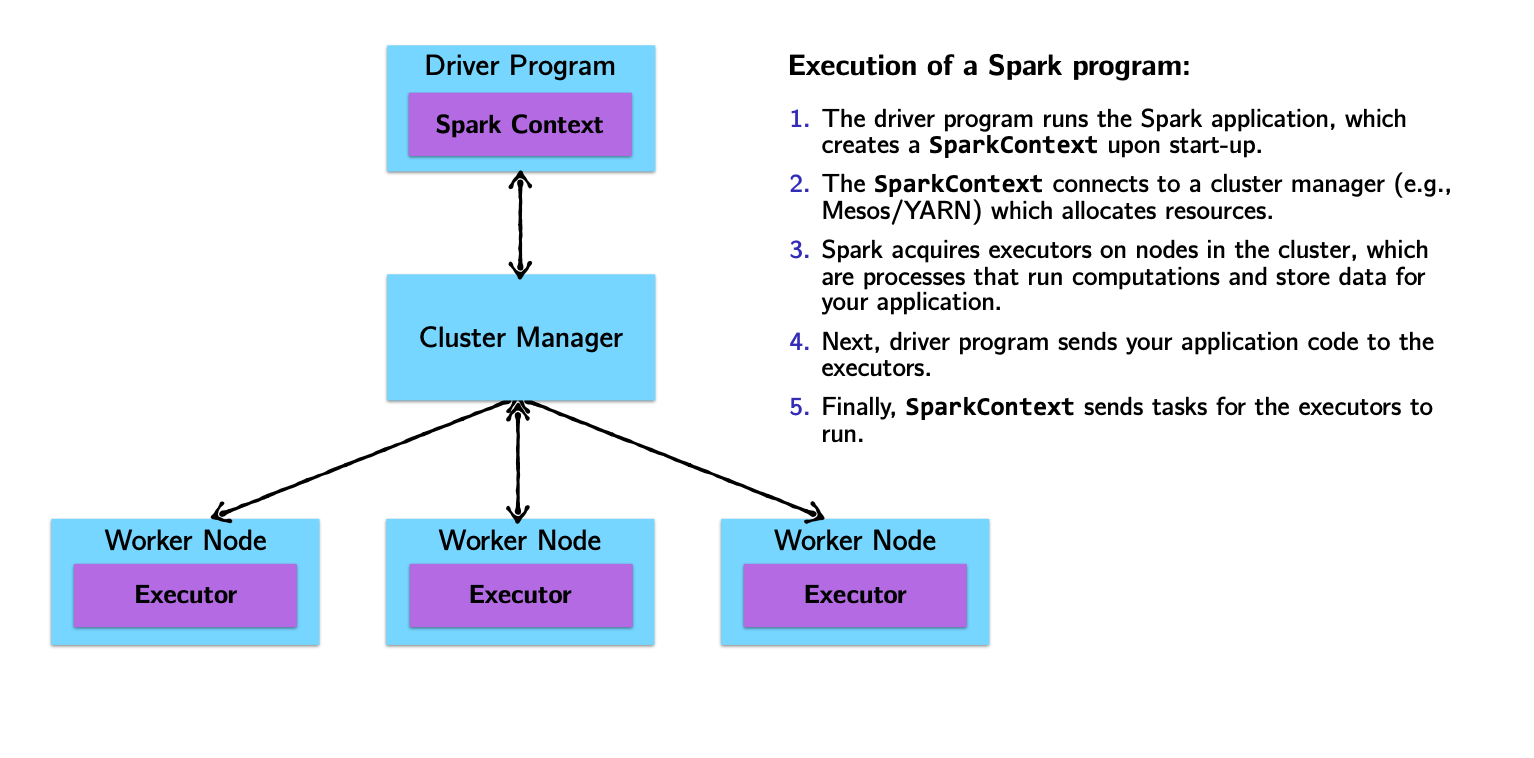 Driver Program
Spark Context
Cluster Manager
Worker Node
Executor
Worker Node
Executor
Worker Node
Executor
Execution of a Spark program:
1. The driver program runs the Spark application, which
creates a SparkContext upon start-up.
2. The SparkContext connects to a cluster manager (e.g.,
Mesos/YARN) which allocates resources.
3. Spark acquires executors on nodes in the cluster, which
are processes that run computations and store data for
your application.
4. Next, driver program sends your application code to the
executors.
5. Finally, SparkContext sends tasks for the executors to
run.